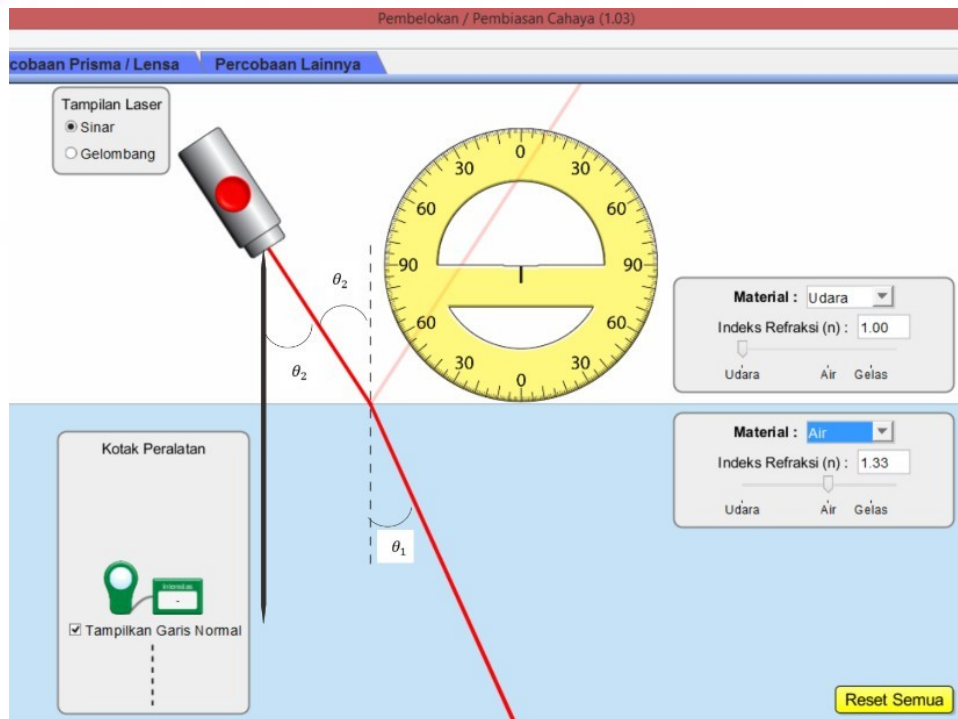 Pembelokan / Pembiasan Cahaya (1.03)
cobaan Prisma / Lensa
Percobaan Lainnya
Tampilan Laser
Sinar
Gelombang
0
30 30
60 60
90 90
60 60
30 30
0
θ₂
θ₂
θ₁
Material : Udara
Indeks Refraksi (n) : 1.00
Udara Air Gelas
Material : Air
Indeks Refraksi (n) : 1.33
Udara Air Gelas
Kotak Peralatan
Intensitas
-
Tampilkan Garis Normal
Reset Semua